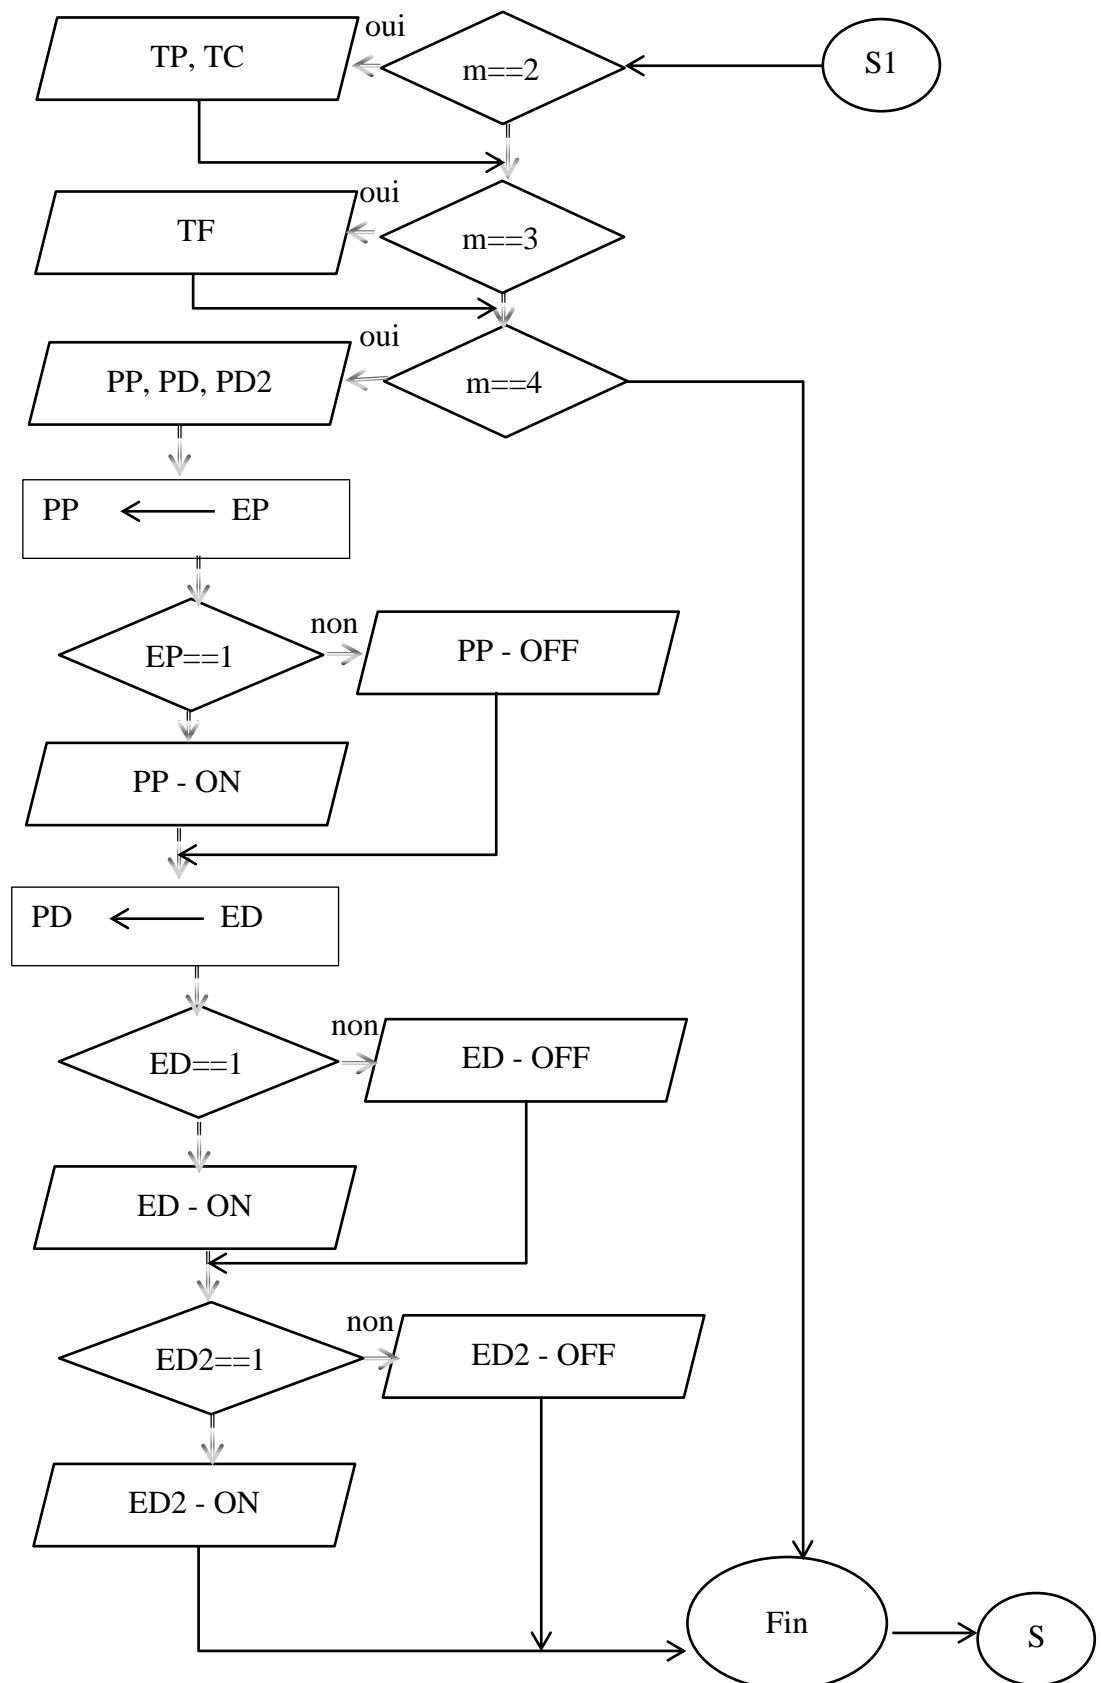 oui
TP, TC
m==2
S1
oui
TF
m==3
oui
PP, PD, PD2
m==4
PP EP
non
EP==1
PP - OFF
PP - ON
PD ED
non
ED==1
ED - OFF
ED - ON
non
ED2==1
ED2 - OFF
ED2 - ON
Fin
S